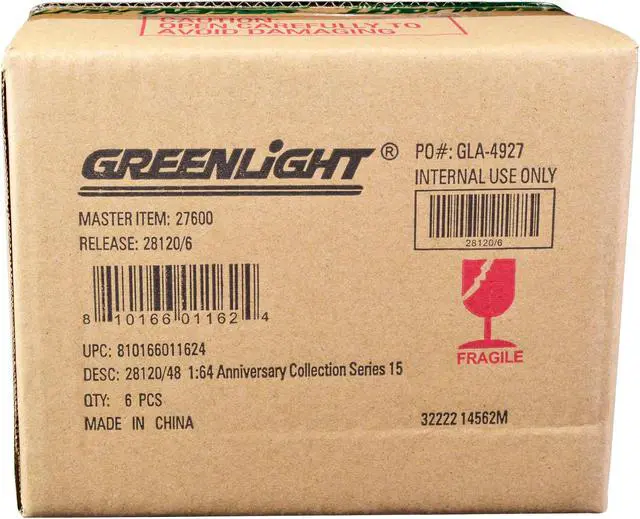 CAUTION:
OPEN CAREFULLY TO
AVOID DAMAGING
GREENLiGHT®
PO#: GLA-4927
INTERNAL USE ONLY
28120/6
MASTER ITEM: 27600
RELEASE: 28120/6
8 10166 01162 4
FRAGILE
UPC: 810166011624
DESC: 28120/48 1:64 Anniversary Collection Series 15
QTY: 6 PCS
MADE IN CHINA
32222 14562M